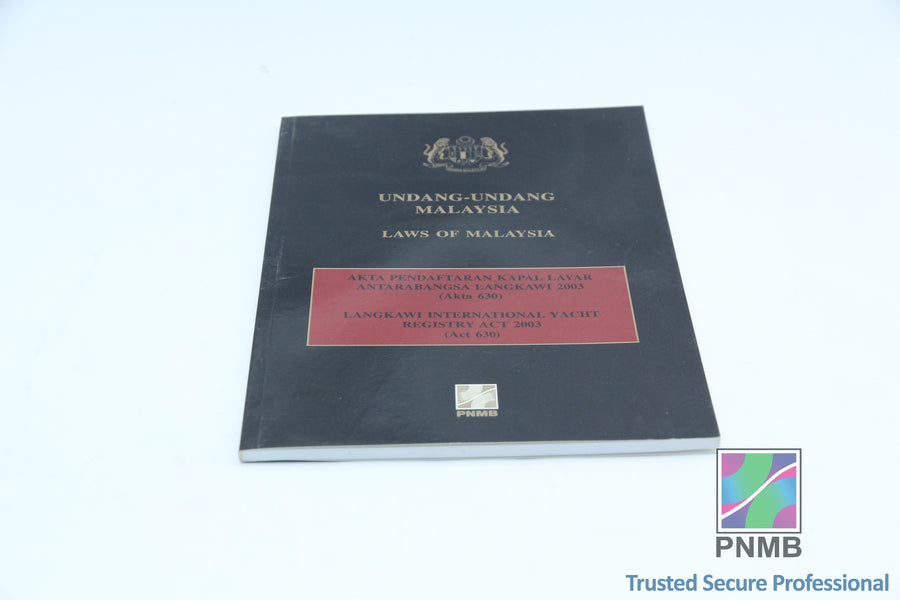 UNDANG-UNDANG
MALAYSIA
LAWS OF MALAYSIA
AKTA PENDAFTARAN KAPAL LAYAR
ANTARABANGSA LANGKAWI 2003
(Akta 630)
LANGKAWI INTERNATIONAL YACHT
REGISTRY ACT 2003
(Act 630)
PNMB
PNMB
Trusted Secure Professional